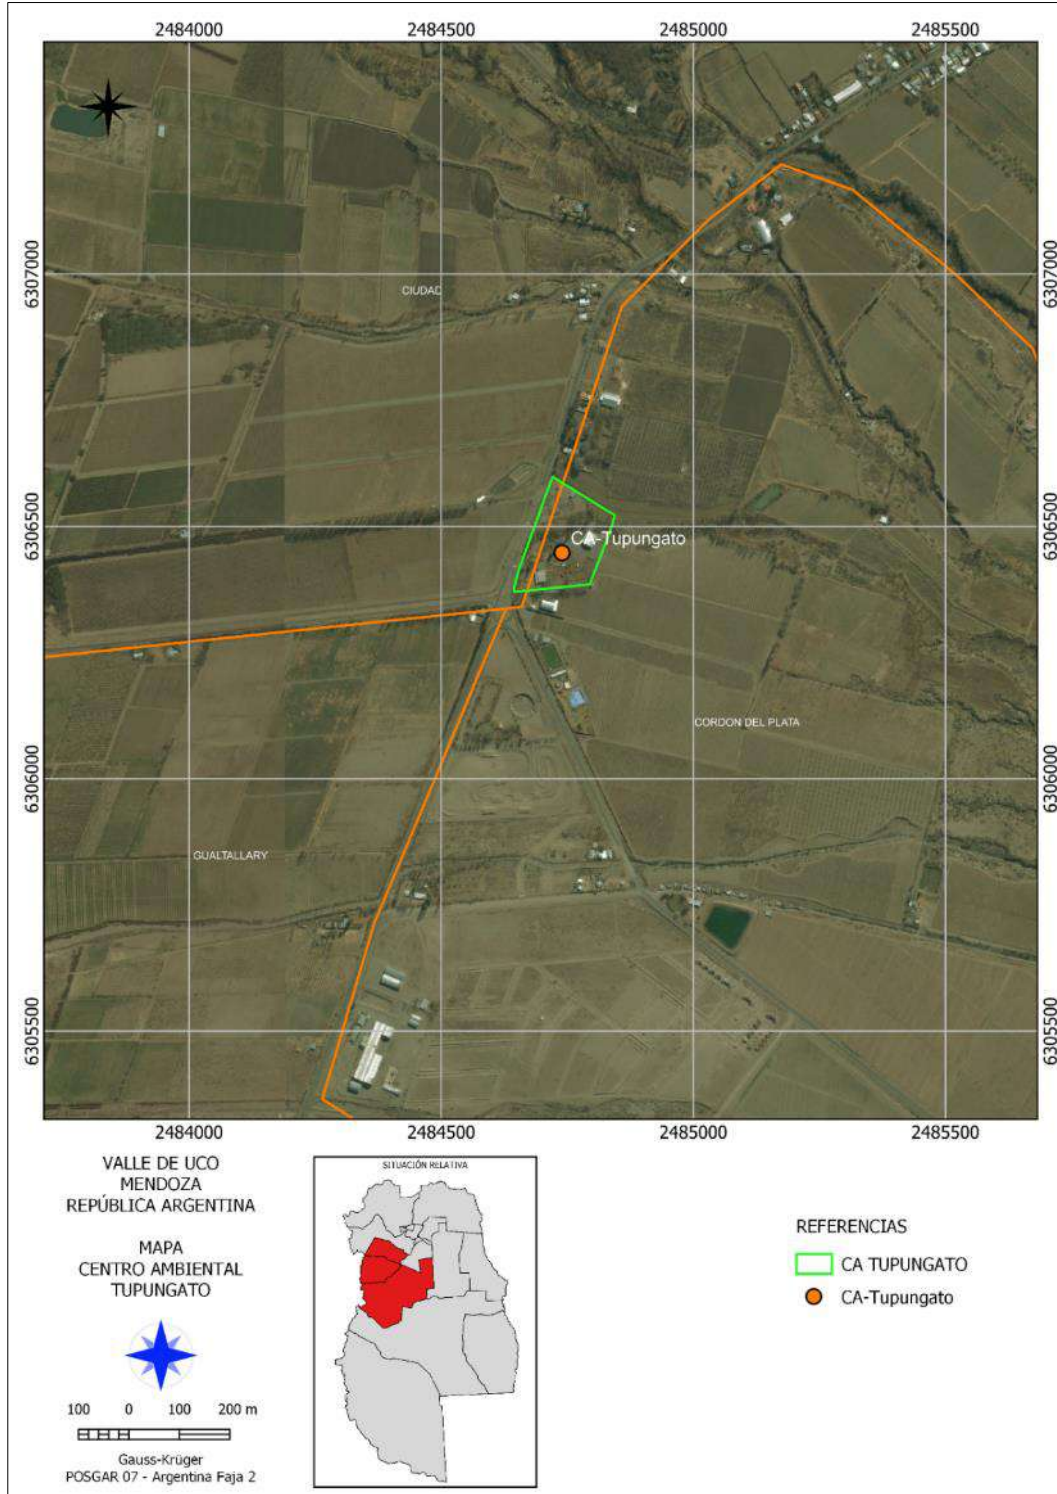 2484000 2484500 2485000 2485500
6307000 6307000
CIUDAD
6306500 6306500
CA-Tupungato
CORDON DEL PLATA
6306000 6306000
GUALTALLARY
6305500 6305500
2484000 2484500 2485000 2485500
VALLE DE UCO
MENDOZA
REPÚBLICA ARGENTINA
MAPA
CENTRO AMBIENTAL
TUPUNGATO
100 0 100 200 m
Gauss-Krüger
POSGAR 07 - Argentina Faja 2
SITUACIÓN RELATIVA
REFERENCIAS
CA TUPUNGATO
CA-Tupungato